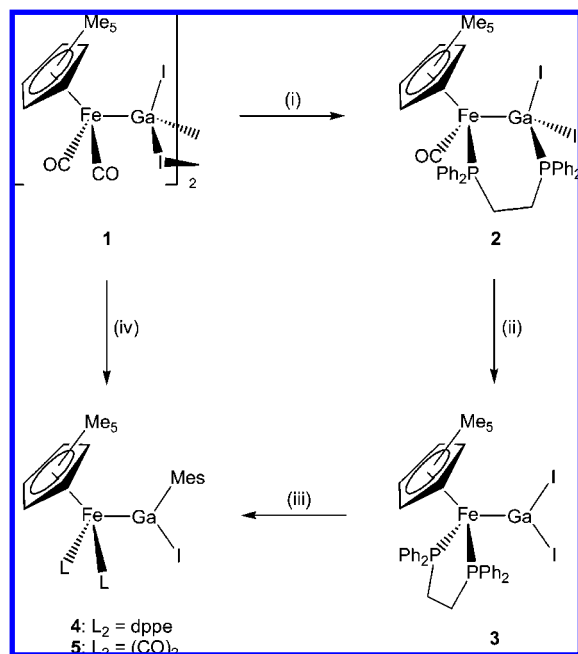 Me5
Me5
I
I
Fe
Ga
(i)
Fe
Ga
I
I
OC
CO
OC
Ph2P
PPh2
2
1
2
(iv)
(ii)
Me5
Me5
Mes
I
Fe
Ga
(iii)
Fe
Ga
I
I
L
L
Ph2P
PPh2
4: L2 = dppe
5: L2 = (CO)2
3